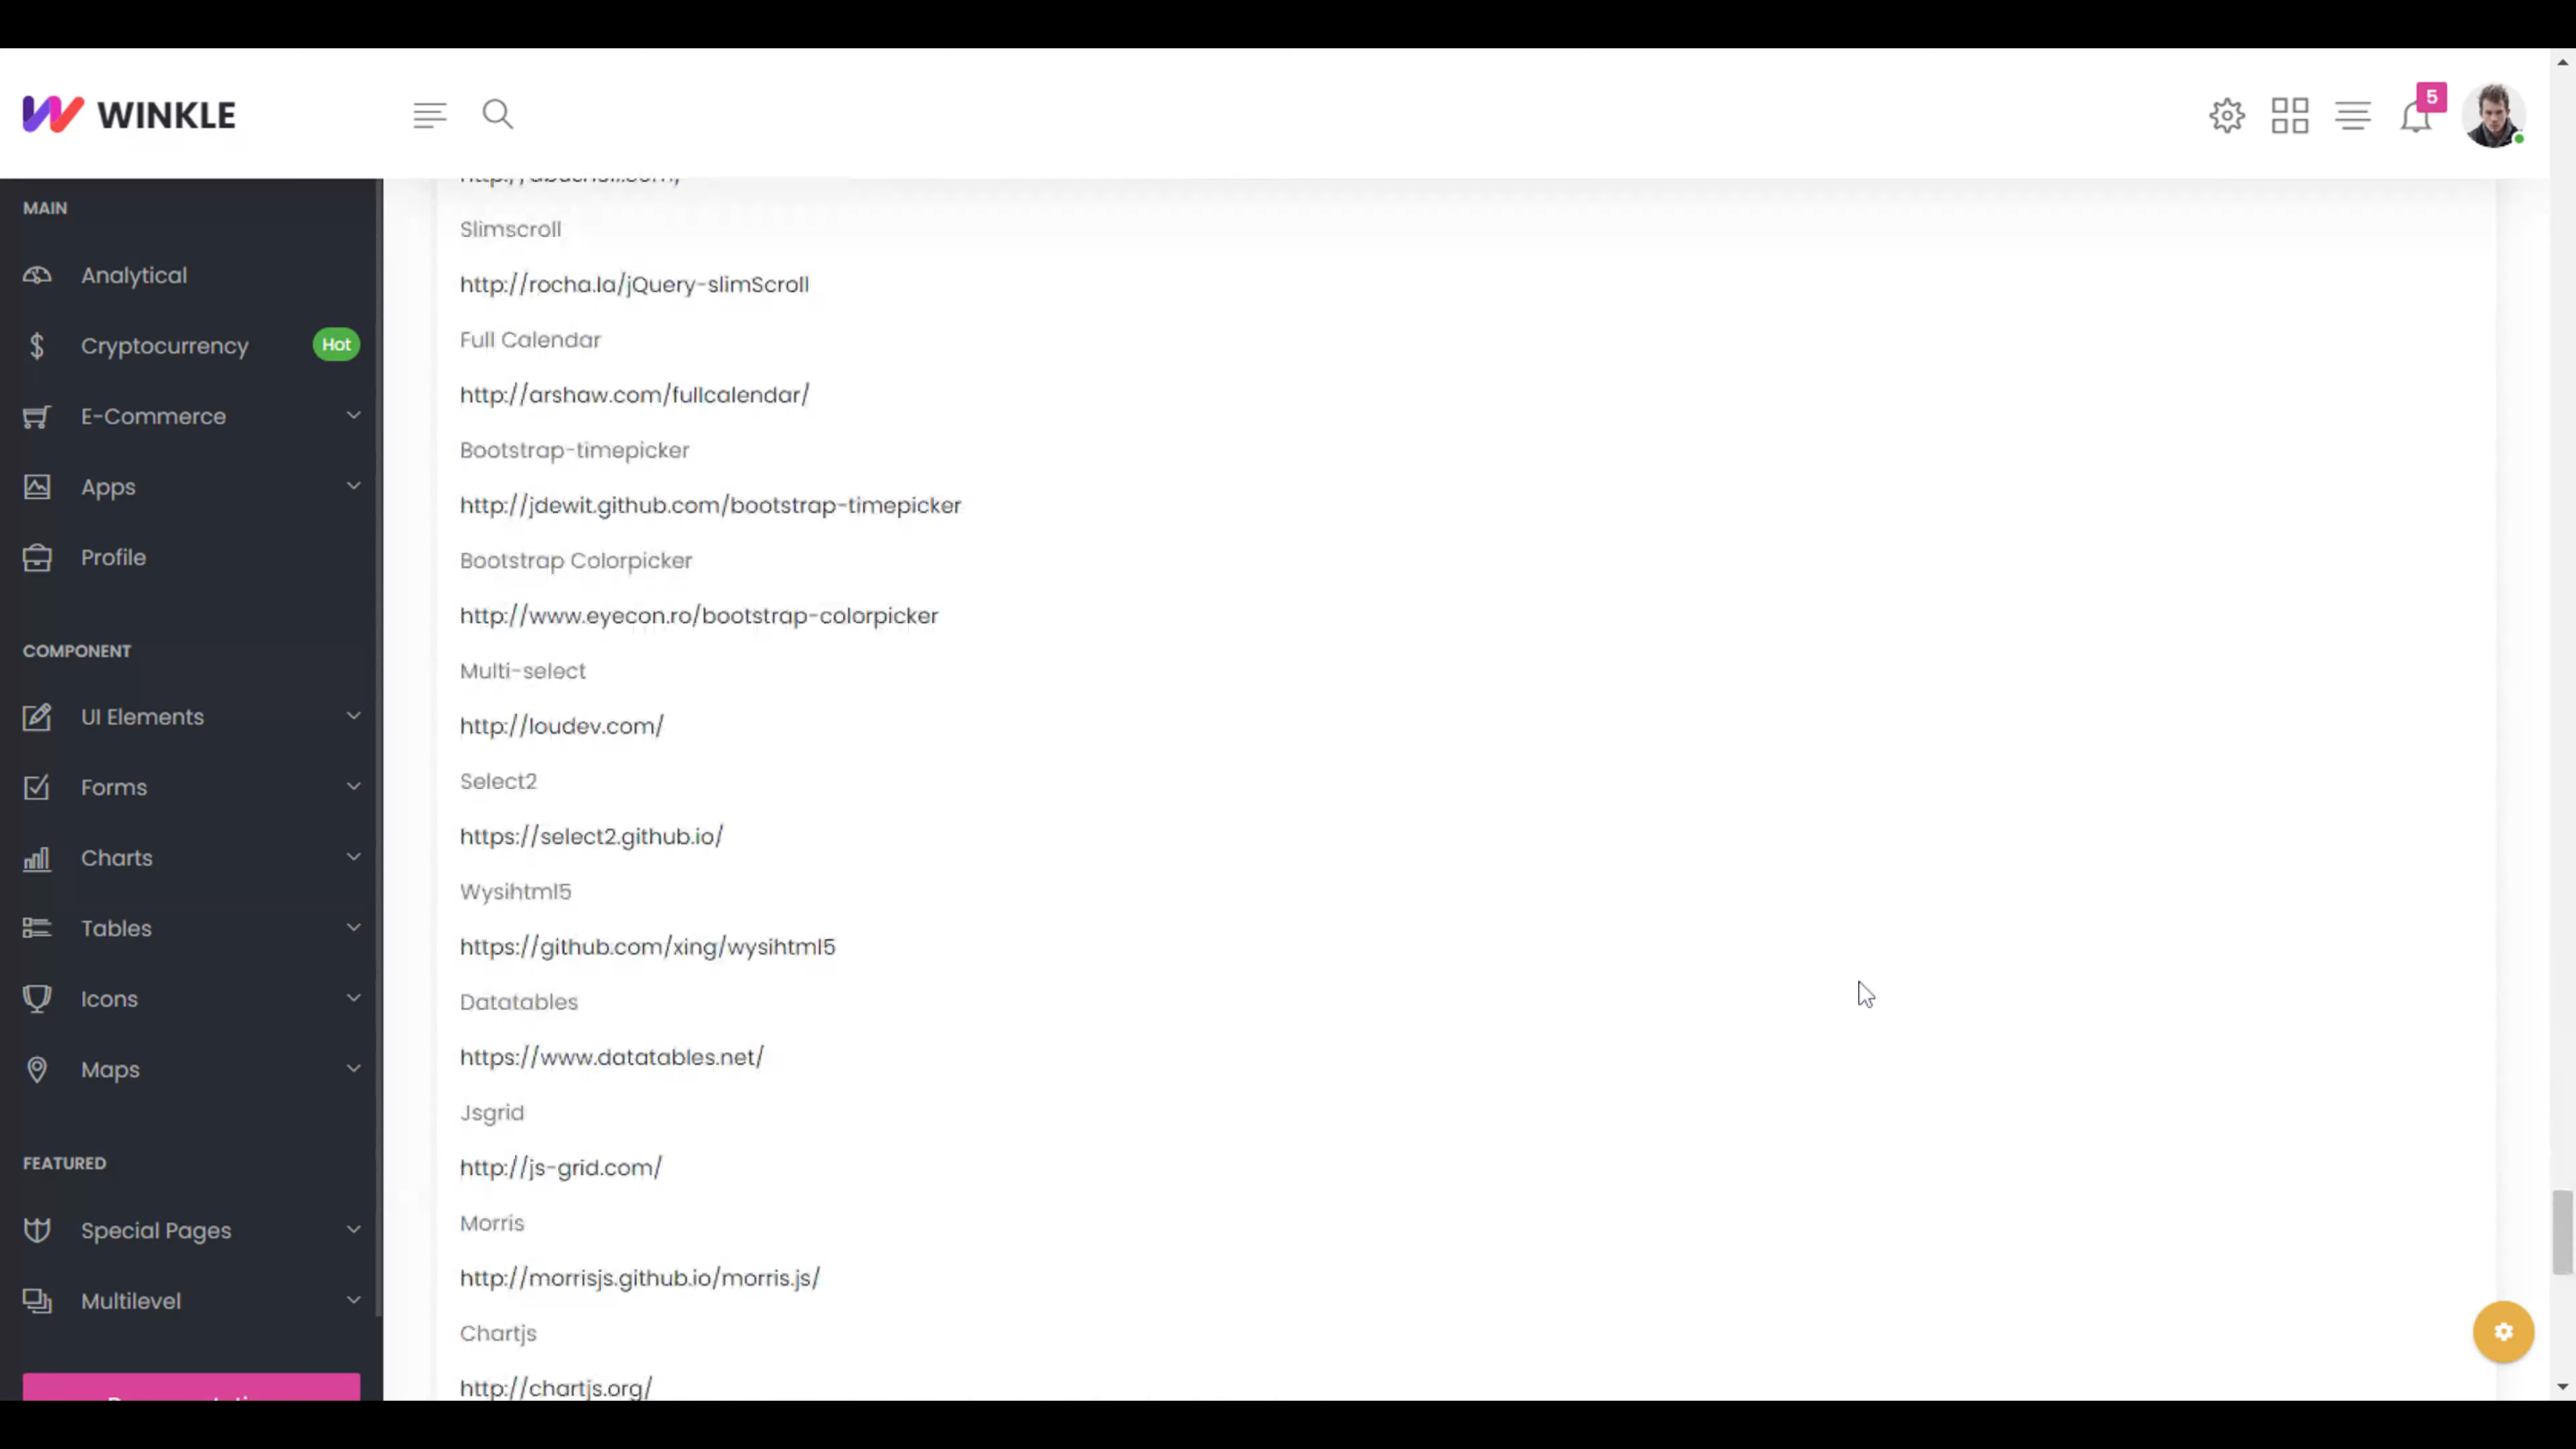 WINKLE
5
MAIN
Analytical
Cryptocurrency
Hot
E-Commerce
Apps
Profile
COMPONENT
UI Elements
Forms
Charts
Tables
Icons
Maps
FEATURED
Special Pages
Multilevel
Slimscroll
http://rocha.la/jQuery-slimScroll
Full Calendar
http://arshaw.com/fullcalendar/
Bootstrap-timepicker
http://jdewit.github.com/bootstrap-timepicker
Bootstrap Colorpicker
http://www.eyecon.ro/bootstrap-colorpicker
Multi-select
http://loudev.com/
Select2
https://select2.github.io/
Wysihtml5
https://github.com/xing/wysihtml5
Datatables
https://www.datatables.net/
Jsgrid
http://js-grid.com/
Morris
http://morrisjs.github.io/morris.js/
Chartjs
http://chartjs.org/